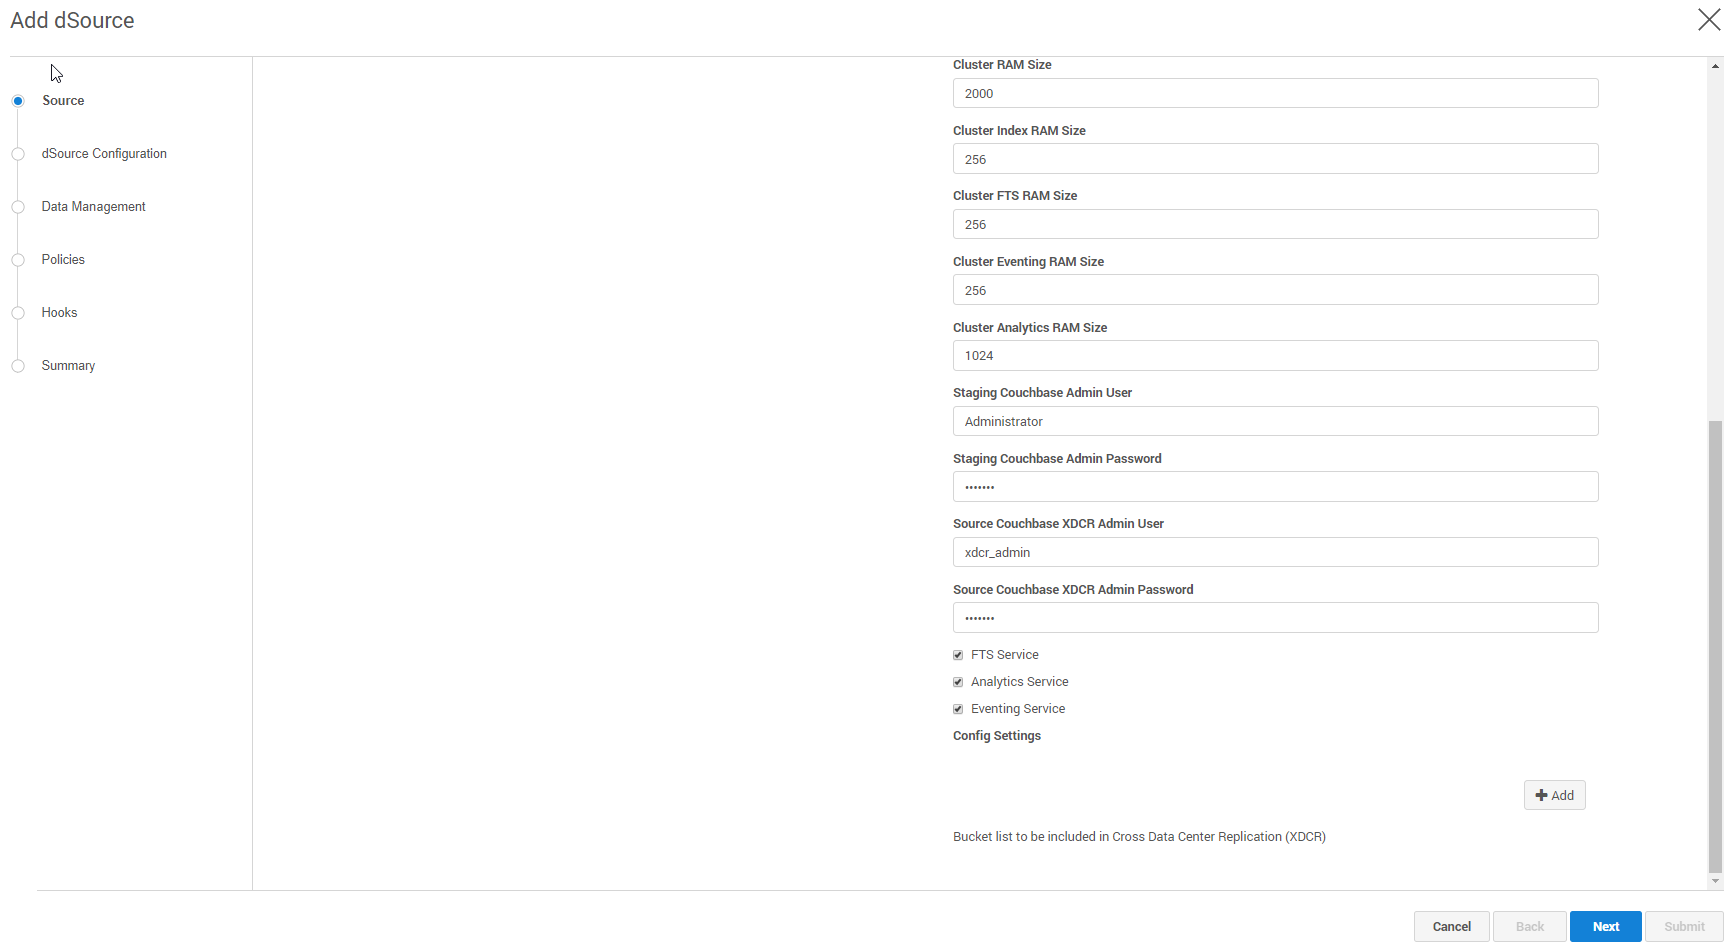 Add dSource
Source
dSource Configuration
Data Management
Policies
Hooks
Summary
Cluster RAM Size
2000
Cluster Index RAM Size
256
Cluster FTS RAM Size
256
Cluster Eventing RAM Size
256
Cluster Analytics RAM Size
1024
Staging Couchbase Admin User
Administrator
Staging Couchbase Admin Password
•••••••
Source Couchbase XDCR Admin User
xdcr_admin
Source Couchbase XDCR Admin Password
•••••••
FTS Service
Analytics Service
Eventing Service
Config Settings
Add
Bucket list to be included in Cross Data Center Replication (XDCR)
Cancel
Back
Next
Submit